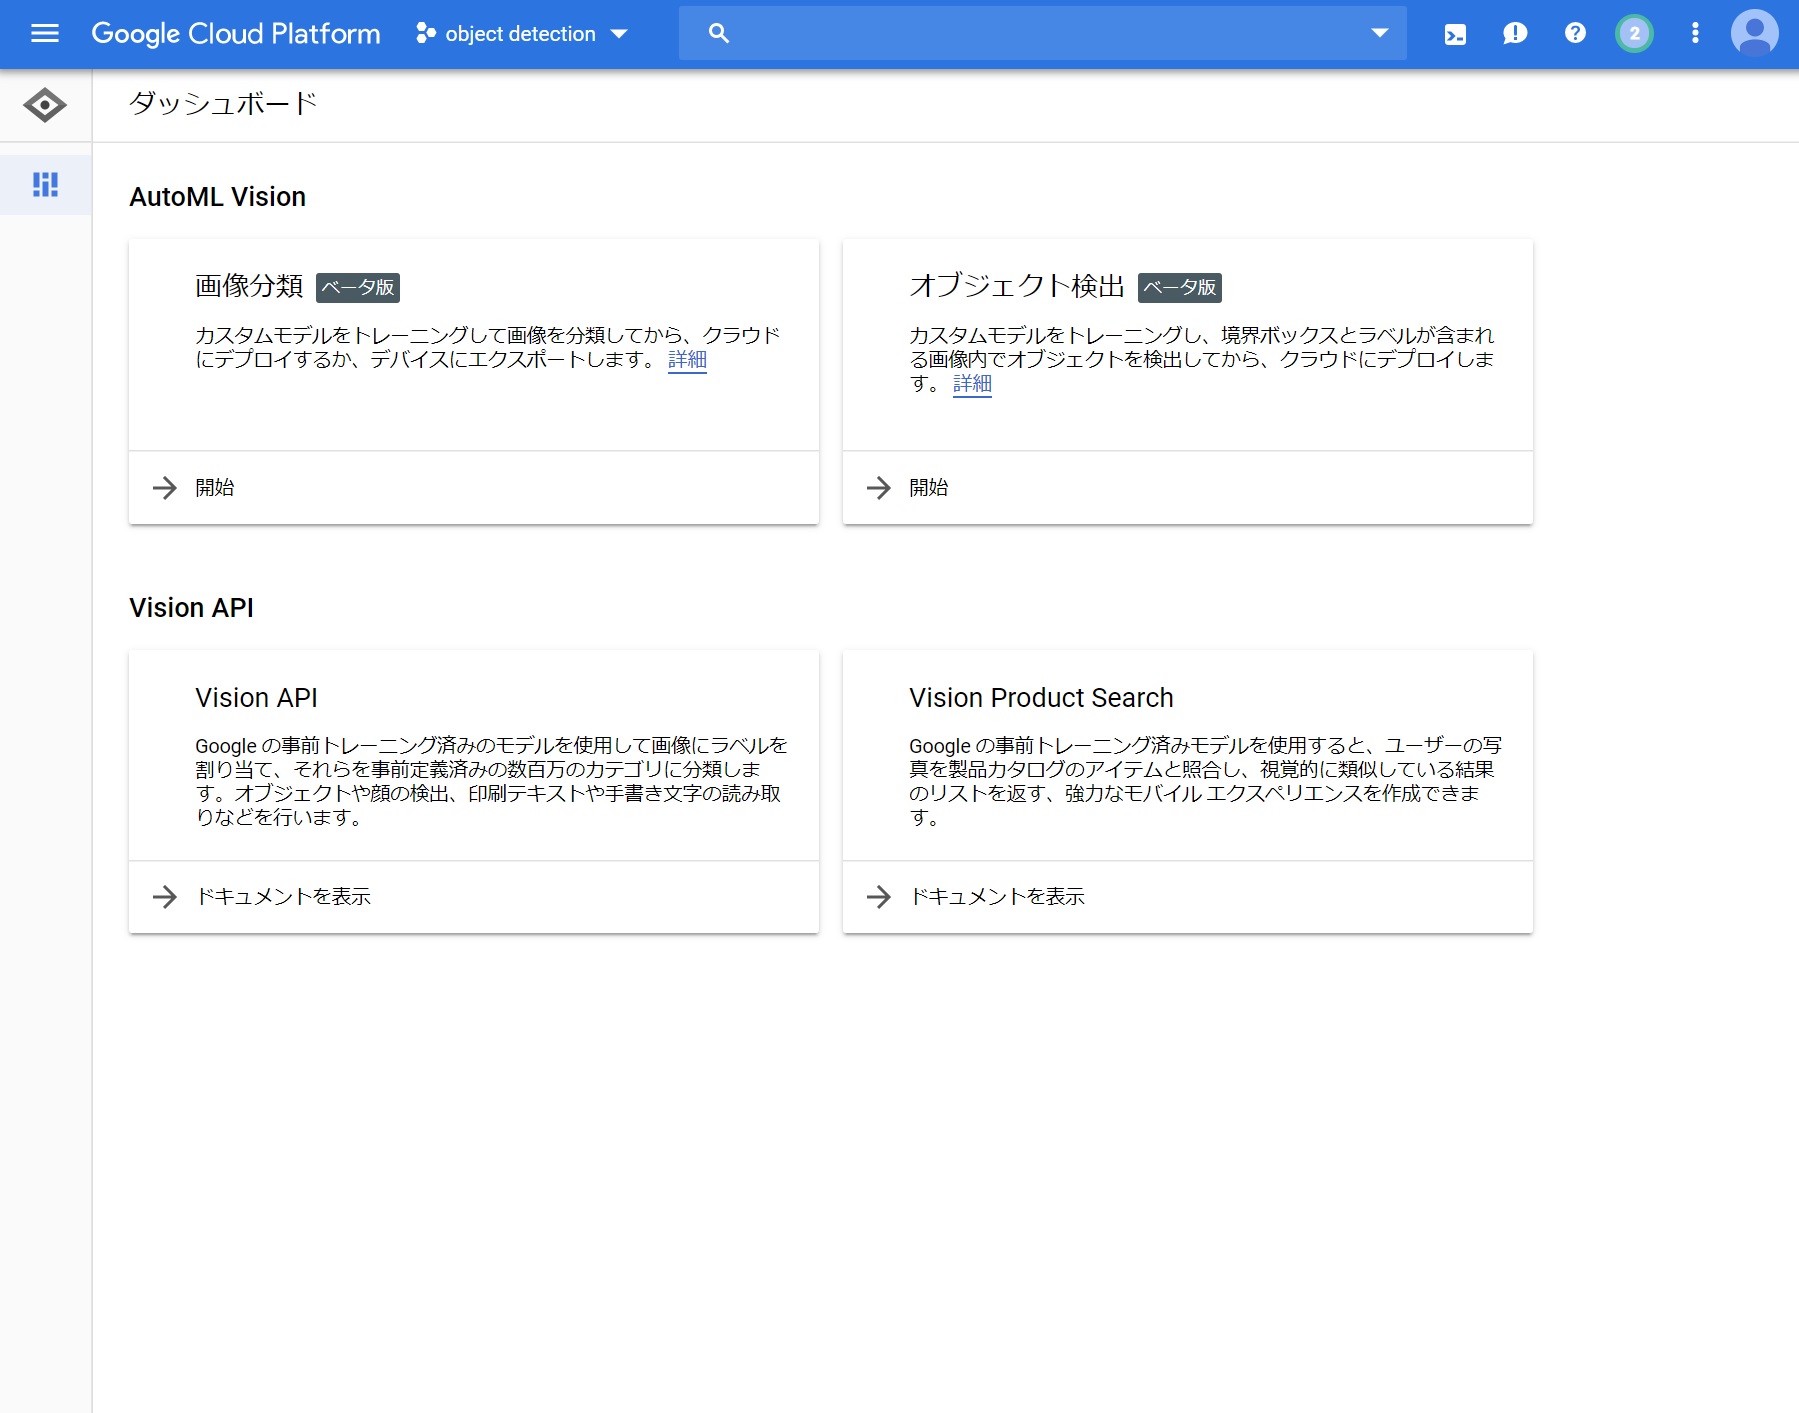 Google Cloud Platform
object detection
2
ダッシュボード
AutoML Vision
画像分類 ベータ版
カスタムモデルをトレーニングして画像を分類してから、クラウド
にデプロイするか、デバイスにエクスポートします。 詳細
開始
オブジェクト検出 ベータ版
カスタムモデルをトレーニングし、境界ボックスとラベルが含まれ
る画像内でオブジェクトを検出してから、クラウドにデプロイしま
す。 詳細
開始
Vision API
Vision API
Google の事前トレーニング済みのモデルを使用して画像にラベルを
割り当て、それらを事前定義済みの数百万のカテゴリに分類しま
す。オブジェクトや顔の検出、印刷テキストや手書き文字の読み取
りなどを行います。
ドキュメントを表示
Vision Product Search
Google の事前トレーニング済みモデルを使用すると、ユーザーの写
真を製品カタログのアイテムと照合し、視覚的に類似している結果
のリストを返す、強力なモバイル エクスペリエンスを作成できま
す。
ドキュメントを表示